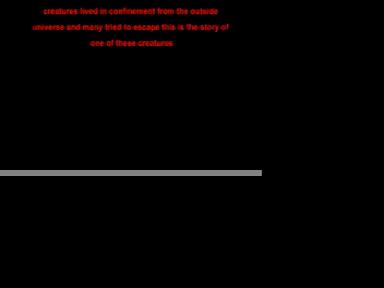 creatures lived in confinement from the outside
universe and many tried to escape this is the story of
one of these creatures